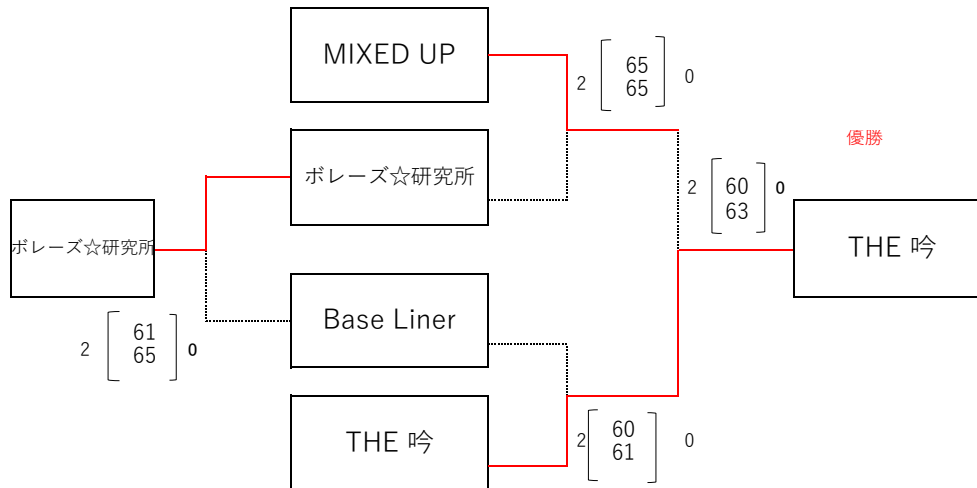 MIXED UP
2 65 0
65
優勝
ボレーズ☆研究所
2 60 0
63
ボレーズ☆研究所
THE 吟
Base Liner
2 61 0
65
THE 吟
2 60 0
61